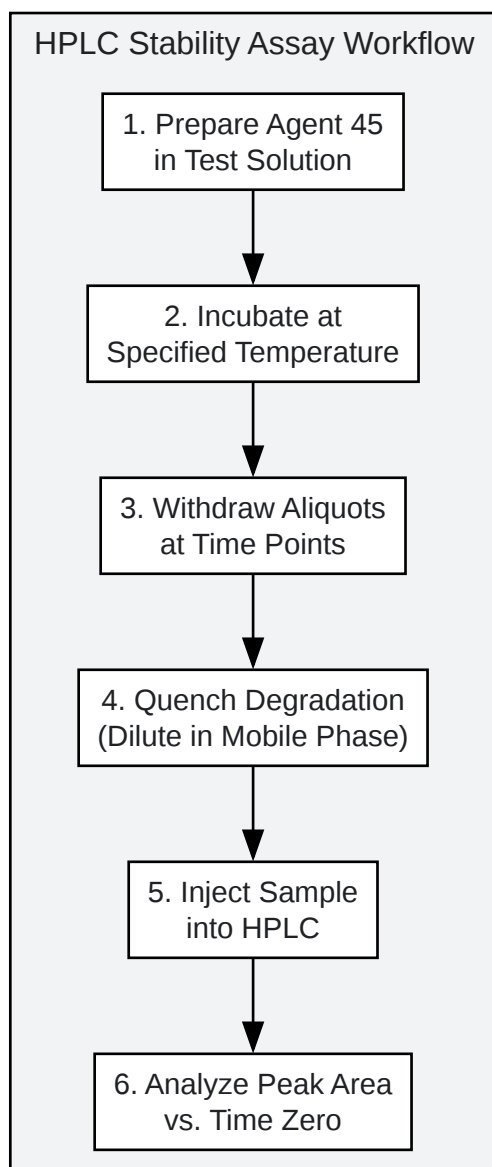 HPLC Stability Assay Workflow
1. Prepare Agent 45
in Test Solution
2. Incubate at
Specified Temperature
3. Withdraw Aliquots
at Time Points
4. Quench Degradation
(Dilute in Mobile Phase)
5. Inject Sample
into HPLC
6. Analyze Peak Area
vs. Time Zero